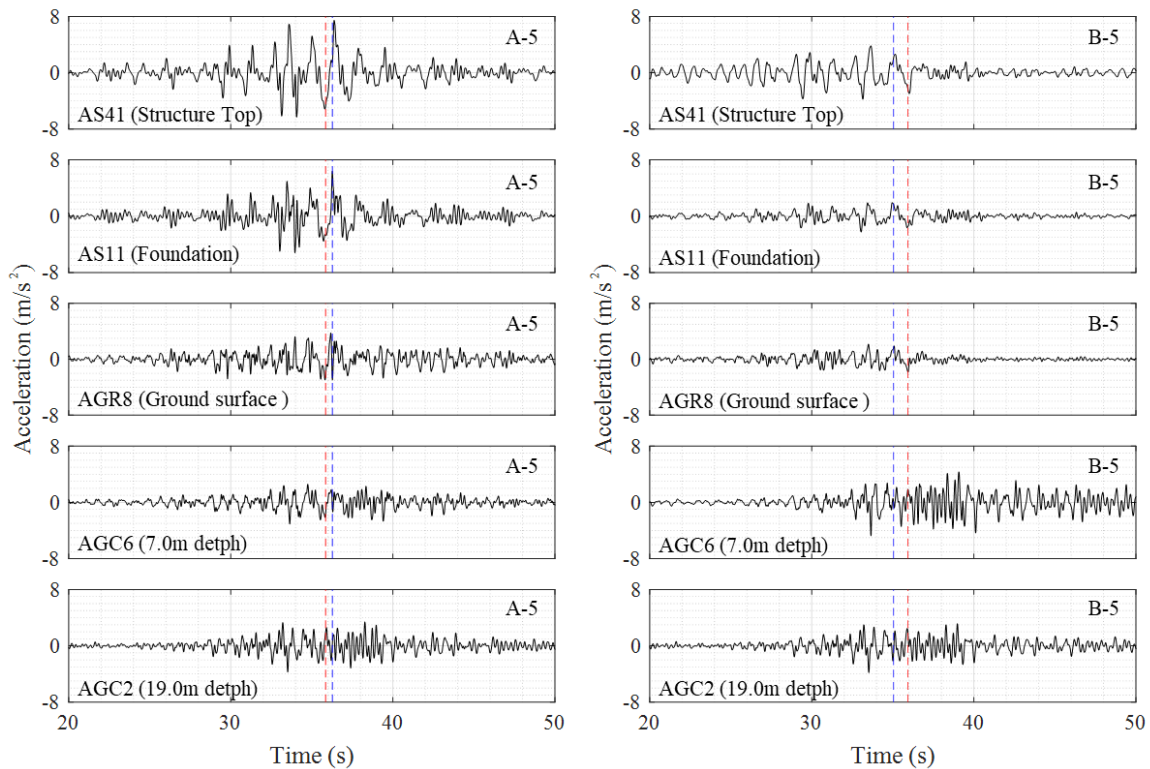 8
0
-8
A-5
AS41 (Structure Top)
8
0
-8
A-5
AS11 (Foundation)
8
0
-8
A-5
AGR8 (Ground surface )
8
0
-8
A-5
AGC6 (7.0m detph)
8
0
-8
A-5
AGC2 (19.0m detph)
20
30
40
50
Time (s)
Acceleration (m/s²)
8
0
-8
B-5
AS41 (Structure Top)
8
0
-8
B-5
AS11 (Foundation)
8
0
-8
B-5
AGR8 (Ground surface )
8
0
-8
B-5
AGC6 (7.0m detph)
8
0
-8
B-5
AGC2 (19.0m detph)
20
30
40
50
Time (s)
Acceleration (m/s²)